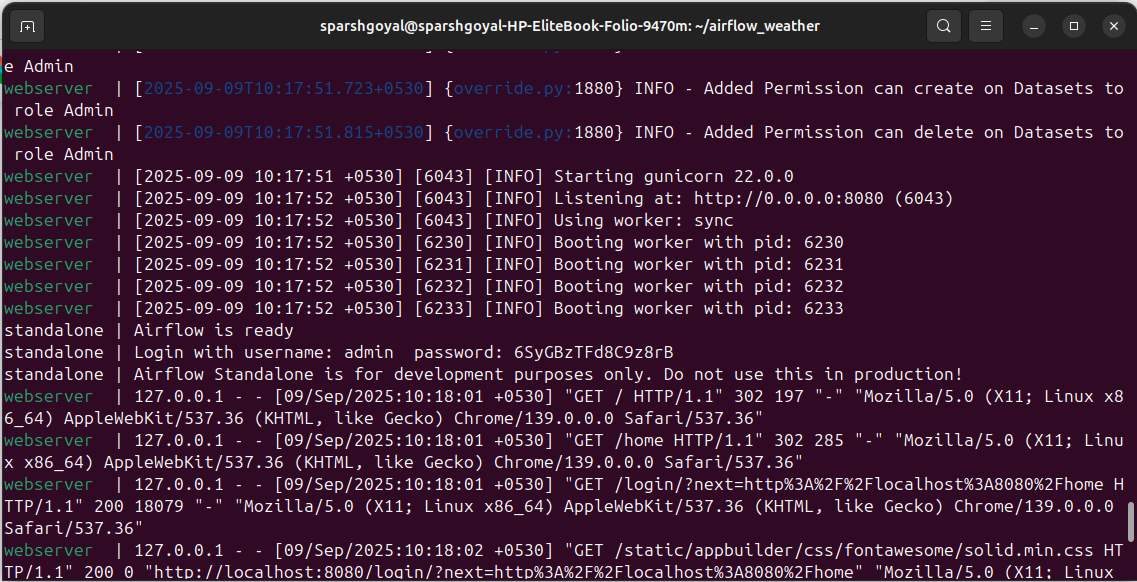 sparshgoyal@sparshgoyal-HP-EliteBook-Folio-9470m: ~/airflow_weather
e Admin
webserver  | [2025-09-09T10:17:51.723+0530] {override.py:1880} INFO - Added Permission can create on Datasets to
 role Admin
webserver  | [2025-09-09T10:17:51.815+0530] {override.py:1880} INFO - Added Permission can delete on Datasets to
 role Admin
webserver  | [2025-09-09 10:17:51 +0530] [6043] [INFO] Starting gunicorn 22.0.0
webserver  | [2025-09-09 10:17:52 +0530] [6043] [INFO] Listening at: http://0.0.0.0:8080 (6043)
webserver  | [2025-09-09 10:17:52 +0530] [6043] [INFO] Using worker: sync
webserver  | [2025-09-09 10:17:52 +0530] [6230] [INFO] Booting worker with pid: 6230
webserver  | [2025-09-09 10:17:52 +0530] [6231] [INFO] Booting worker with pid: 6231
webserver  | [2025-09-09 10:17:52 +0530] [6232] [INFO] Booting worker with pid: 6232
webserver  | [2025-09-09 10:17:52 +0530] [6233] [INFO] Booting worker with pid: 6233
standalone | Airflow is ready
standalone | Login with username: admin  password: 6SyGBzTFd8C9z8rB
standalone | Airflow Standalone is for development purposes only. Do not use this in production!
webserver  | 127.0.0.1 - - [09/Sep/2025:10:18:01 +0530] "GET / HTTP/1.1" 302 197 "-" "Mozilla/5.0 (X11; Linux x8
6_64) AppleWebKit/537.36 (KHTML, like Gecko) Chrome/139.0.0.0 Safari/537.36"
webserver  | 127.0.0.1 - - [09/Sep/2025:10:18:01 +0530] "GET /home HTTP/1.1" 302 285 "-" "Mozilla/5.0 (X11; Linu
x x86_64) AppleWebKit/537.36 (KHTML, like Gecko) Chrome/139.0.0.0 Safari/537.36"
webserver  | 127.0.0.1 - - [09/Sep/2025:10:18:01 +0530] "GET /login/?next=http%3A%2F%2Flocalhost%3A8080%2Fhome H
TTP/1.1" 200 18079 "-" "Mozilla/5.0 (X11; Linux x86_64) AppleWebKit/537.36 (KHTML, like Gecko) Chrome/139.0.0.0
Safari/537.36"
webserver  | 127.0.0.1 - - [09/Sep/2025:10:18:02 +0530] "GET /static/appbuilder/css/fontawesome/solid.min.css HT
TP/1.1" 200 0 "http://localhost:8080/login/?next=http%3A%2F%2Flocalhost%3A8080%2Fhome" "Mozilla/5.0 (X11; Linux